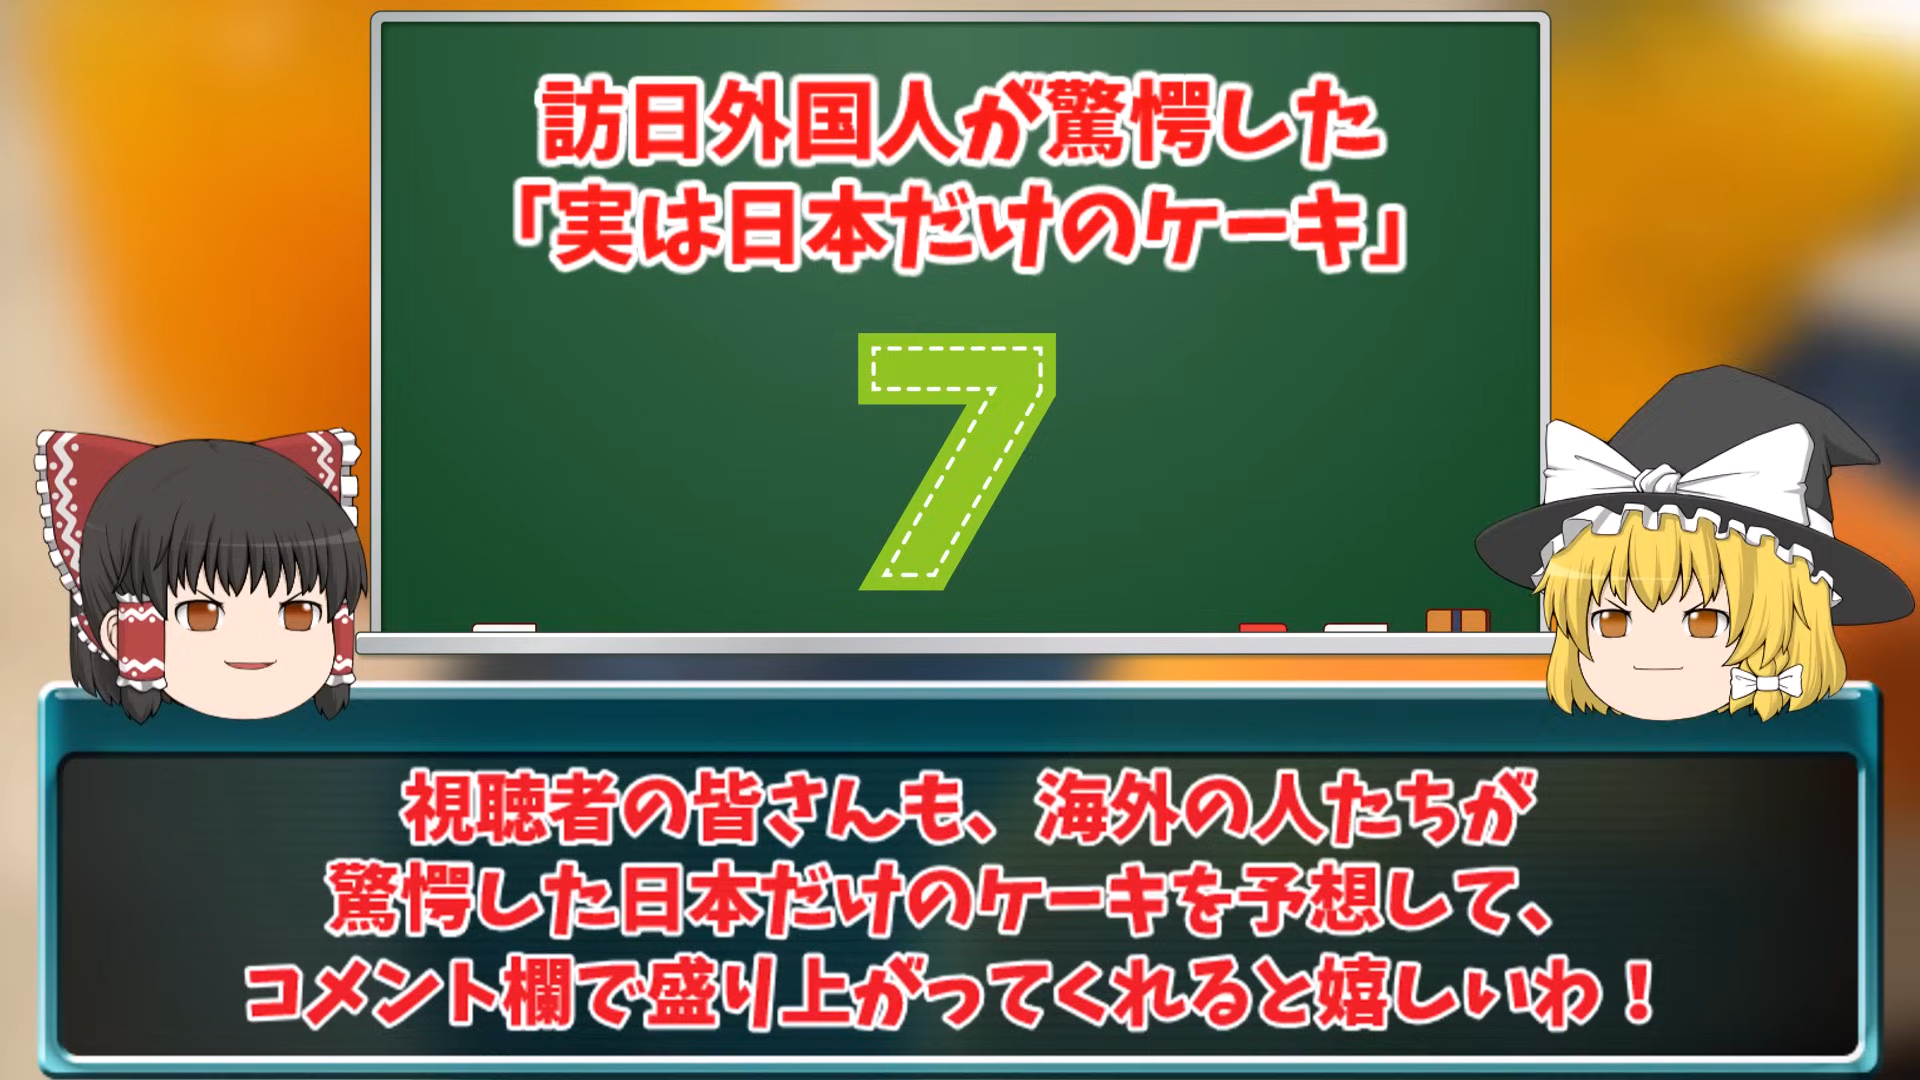 訪日外国人が驚愕した
「実は日本だけのケーキ」
7
視聴者の皆さんも、海外の人たちが
驚愕した日本だけのケーキを予想して、
コメント欄で盛り上がってくれると嬉しいわ！